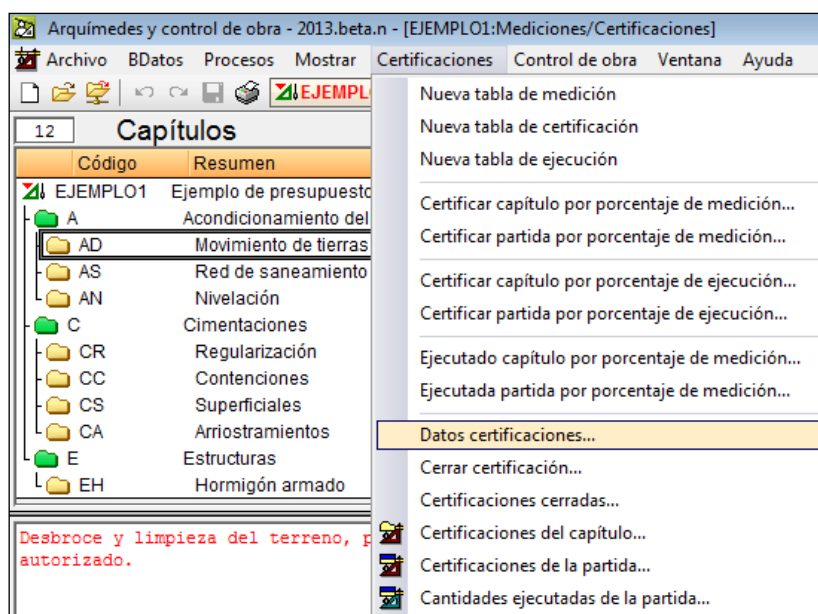 Arquímedes y control de obra - 2013.beta.n - [EJEMPLO1:Mediciones/Certificaciones]
Archivo BDatos Procesos Mostrar Certificaciones Control de obra Ventana Ayuda
EJEMPL
12 Capítulos
Código Resumen
EJEMPLO1 Ejemplo de presupuesto
A Acondicionamiento del
AD Movimiento de tierras
AS Red de saneamiento
AN Nivelación
C Cimentaciones
CR Regularización
CC Contenciones
CS Superficiales
CA Arriostramientos
E Estructuras
EH Hormigón armado
Desbroce y limpieza del terreno, p
autorizado.
Nueva tabla de medición
Nueva tabla de certificación
Nueva tabla de ejecución
Certificar capítulo por porcentaje de medición...
Certificar partida por porcentaje de medición...
Certificar capítulo por porcentaje de ejecución...
Certificar partida por porcentaje de ejecución...
Ejecutado capítulo por porcentaje de medición...
Ejecutada partida por porcentaje de medición...
Datos certificaciones...
Cerrar certificación...
Certificaciones cerradas...
Certificaciones del capítulo...
Certificaciones de la partida...
Cantidades ejecutadas de la partida...